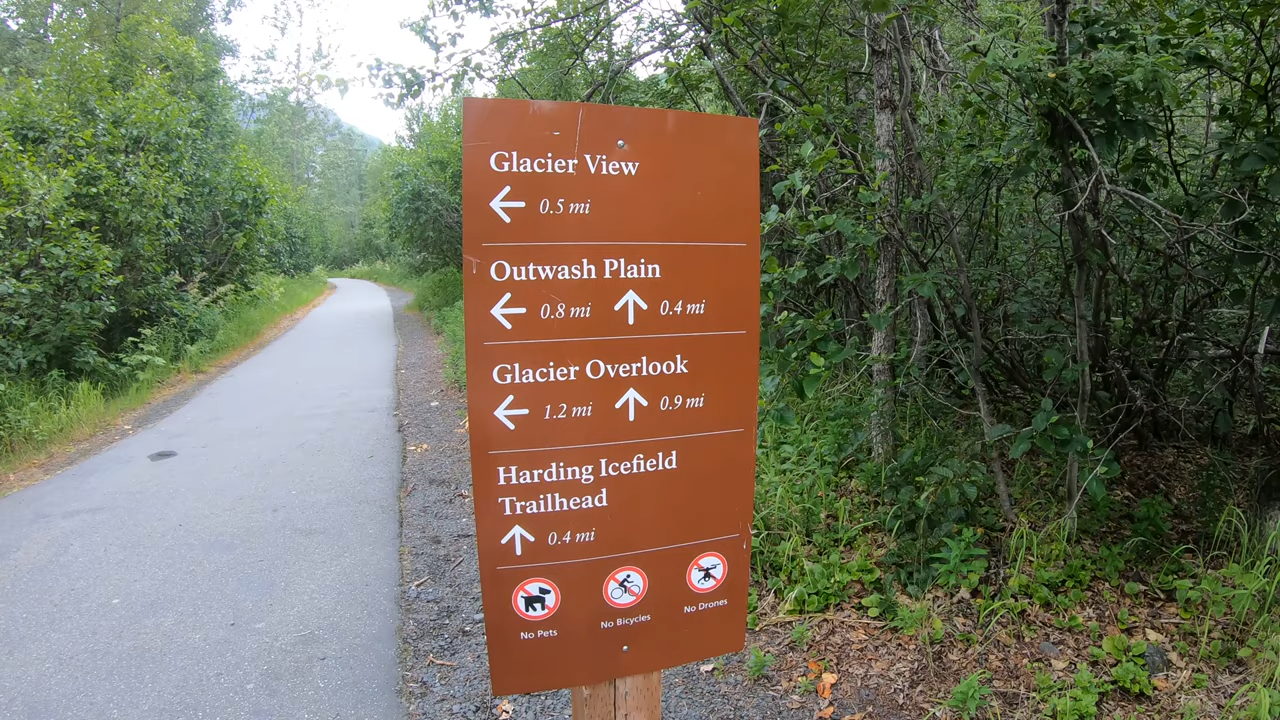 Glacier View
← 0.5 mi
Outwash Plain
← 0.8 mi ↑ 0.4 mi
Glacier Overlook
← 1.2 mi ↑ 0.9 mi
Harding Icefield
Trailhead
↑ 0.4 mi
No Pets No Bicycles No Drones